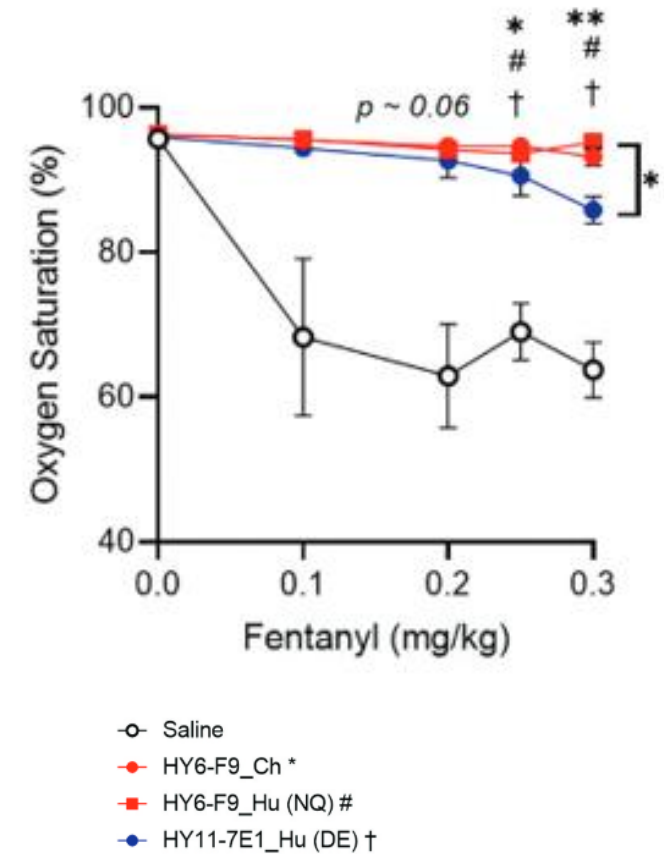 * **
# #
p ~ 0.06 † †
100
*
80
60
40
0.0 0.1 0.2 0.3
Oxygen Saturation (%)
Fentanyl (mg/kg)
Saline
HY6-F9_Ch *
HY6-F9_Hu (NQ) #
HY11-7E1_Hu (DE) †